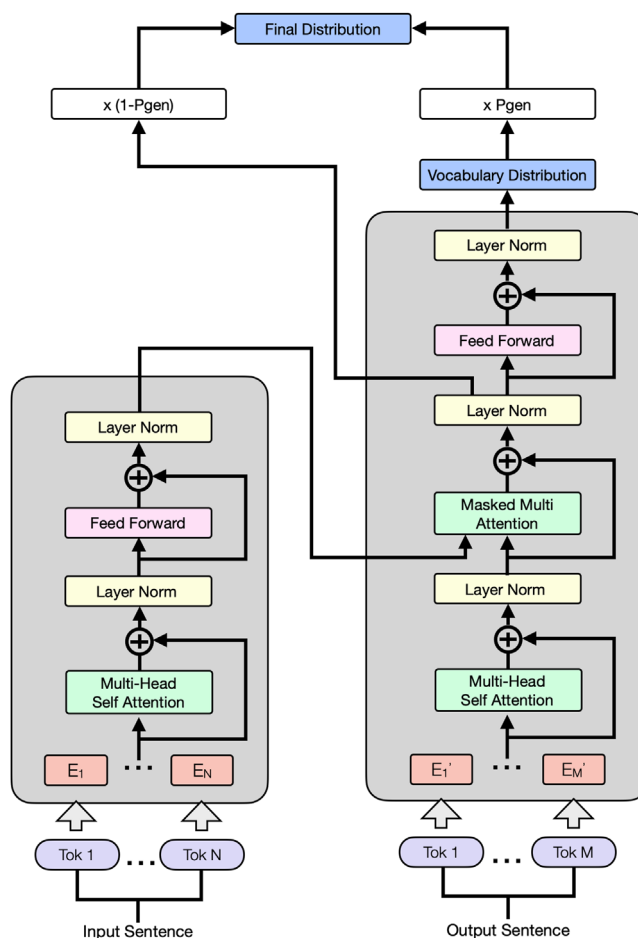 Final Distribution
x (1-Pgen)
x Pgen
Vocabulary Distribution
Layer Norm
Feed Forward
Layer Norm
Masked Multi
Attention
Layer Norm
Multi-Head
Self Attention
E₁' ... Eₘ'
Tok 1 ... Tok M
Output Sentence
Layer Norm
Feed Forward
Layer Norm
Multi-Head
Self Attention
E₁ ... Eₙ
Tok 1 ... Tok N
Input Sentence